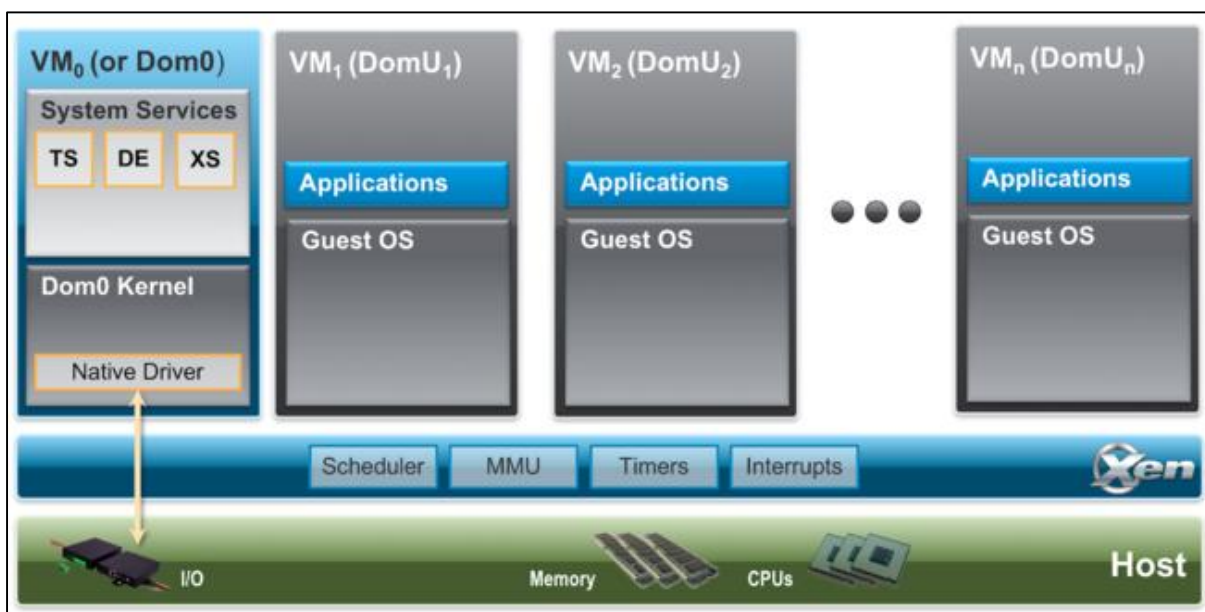 VM₀ (or Dom0)
System Services
TS DE XS
Dom0 Kernel
Native Driver
VM₁ (DomU₁)
Applications
Guest OS
VM₂ (DomU₂)
Applications
Guest OS
VMₙ (DomUₙ)
Applications
Guest OS
Scheduler MMU Timers Interrupts Xen
I/O Memory CPUs Host